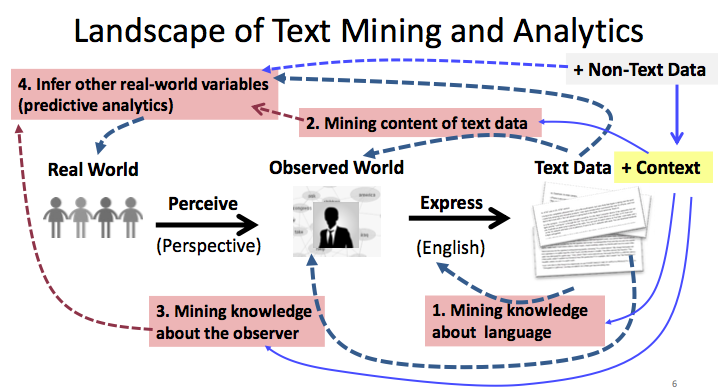 Landscape of Text Mining and Analytics
+ Non-Text Data
4. Infer other real-world variables
(predictive analytics)
2. Mining content of text data
Real World
Observed World
Text Data
+ Context
Perceive
(Perspective)
Express
(English)
3. Mining knowledge
about the observer
1. Mining knowledge
about language
6